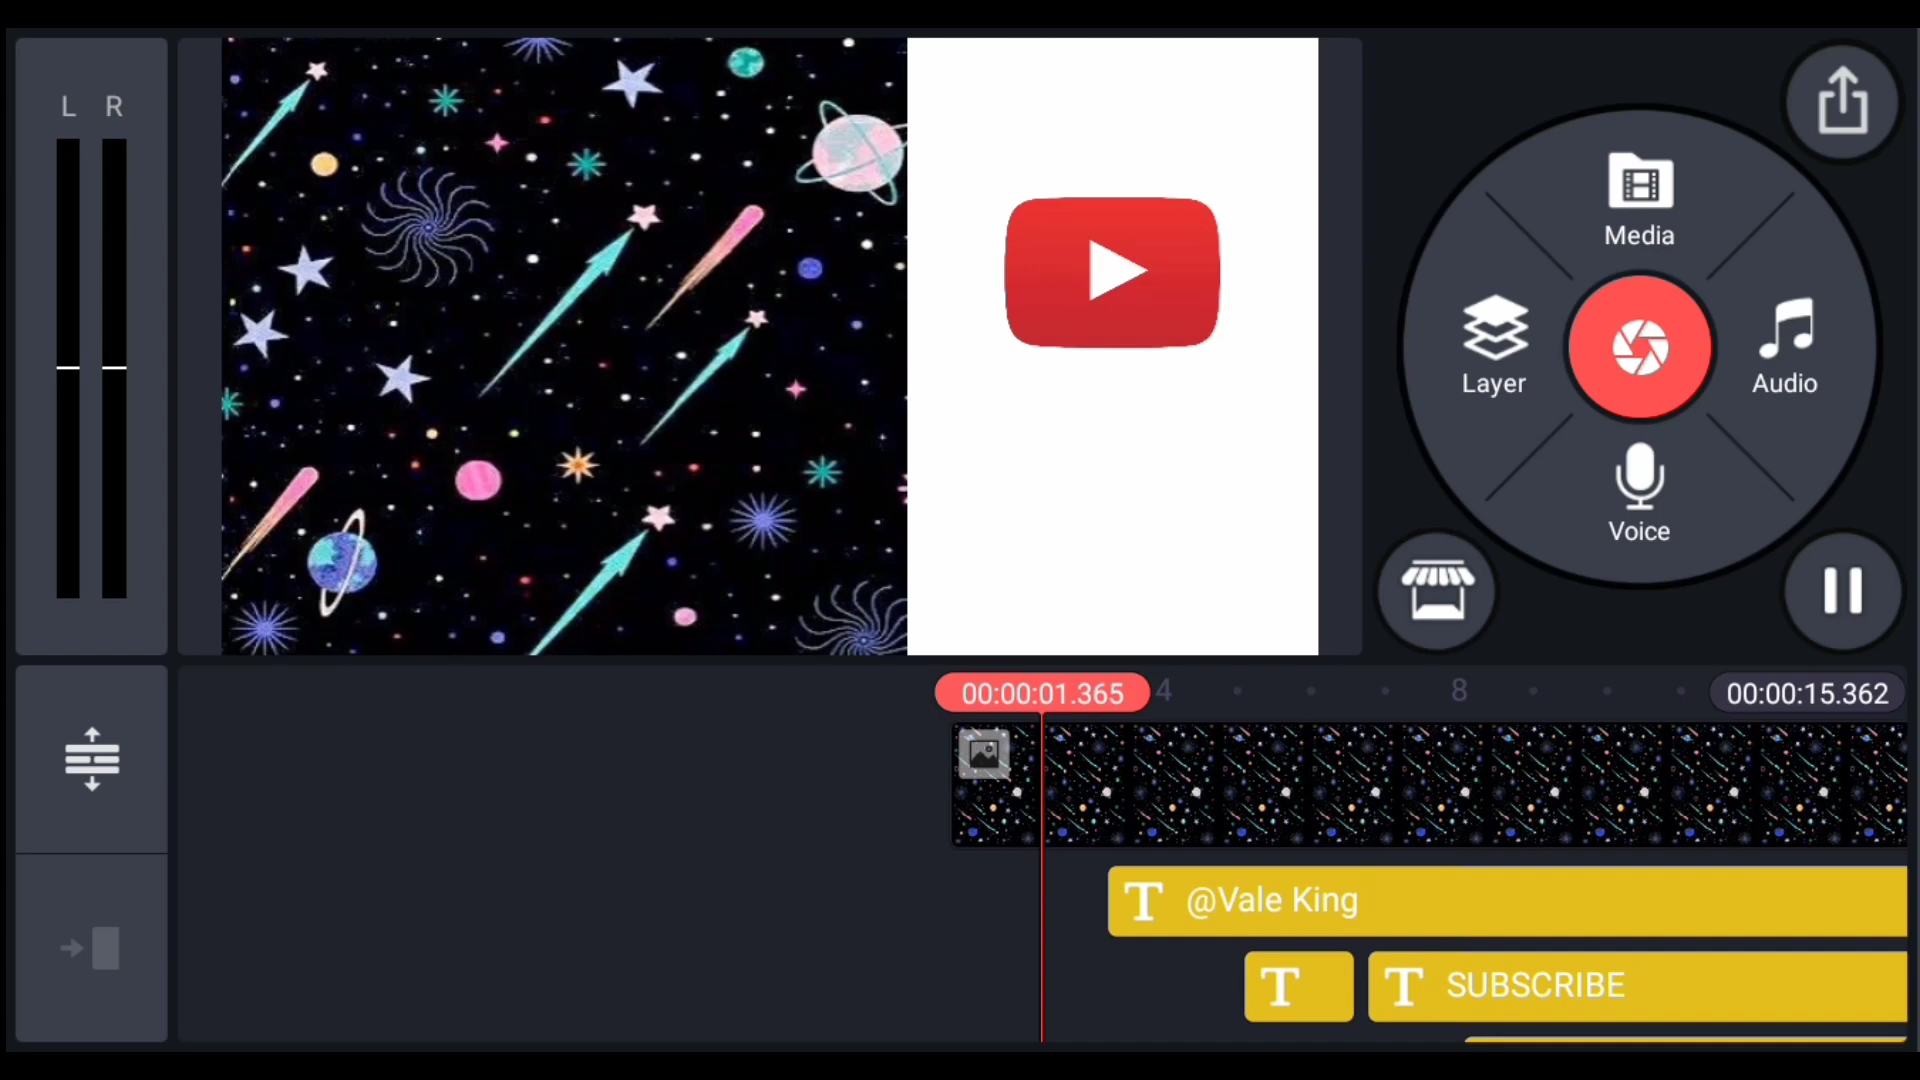 L R
Media
Layer
Audio
Voice
00:00:01.365 4 8 00:00:15.362
T @Vale King
T T SUBSCRIBE